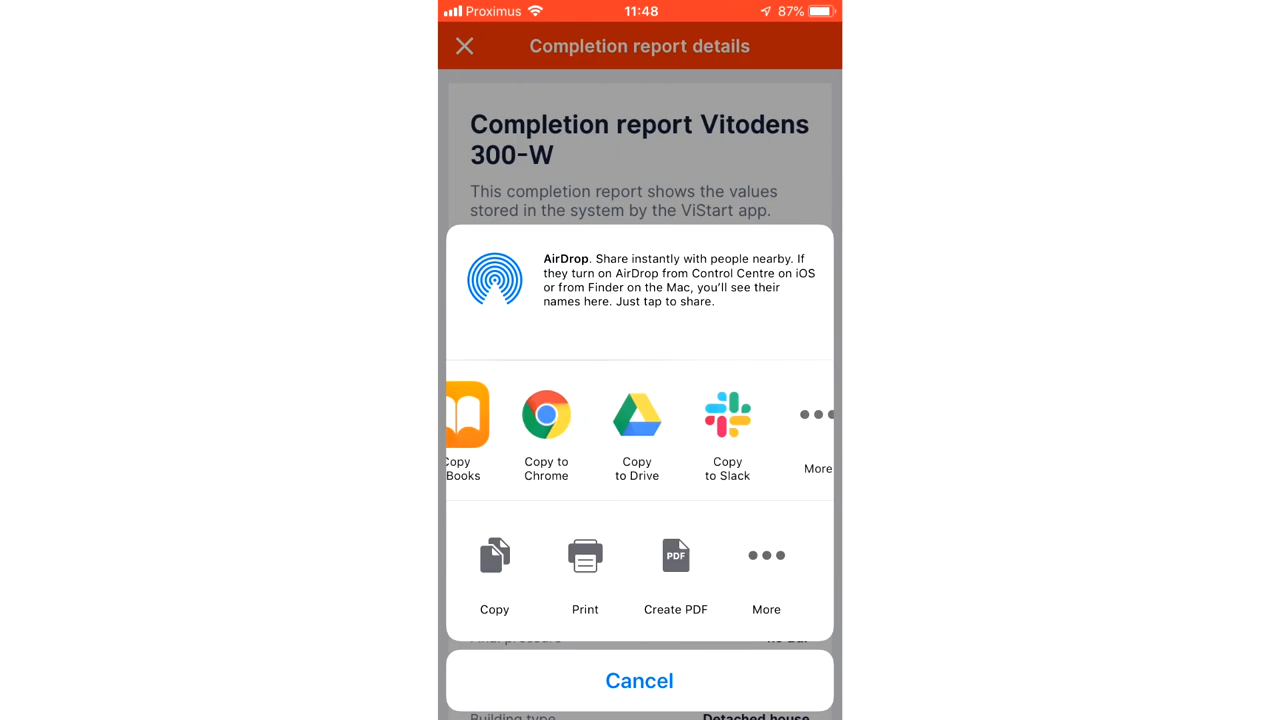 Proximus 11:48 87%
Completion report details
Completion report Vitodens
300-W
This completion report shows the values
stored in the system by the ViStart app.
AirDrop. Share instantly with people nearby. If
they turn on AirDrop from Control Centre on iOS
or from Finder on the Mac, you'll see their
names here. Just tap to share.
Copy
Books
Copy to
Chrome
Copy
to Drive
Copy
to Slack
More
Copy
Print
PDF
Create PDF
More
Cancel
Building type Detached house